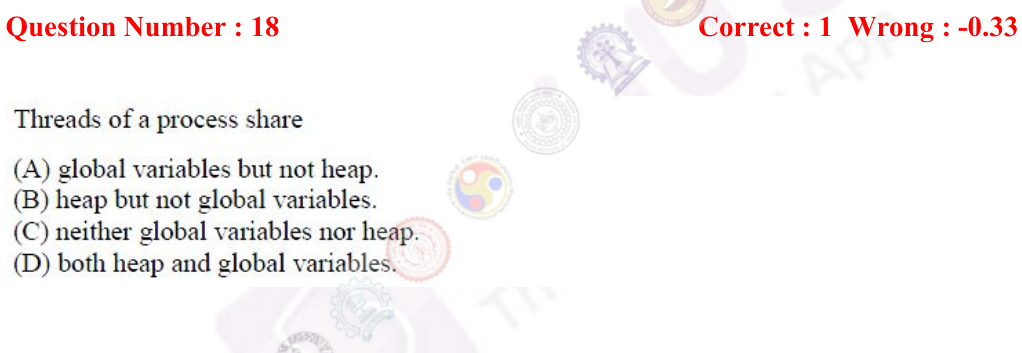 Question Number : 18 Correct : 1 Wrong : -0.33
Threads of a process share
(A) global variables but not heap.
(B) heap but not global variables.
(C) neither global variables nor heap.
(D) both heap and global variables.